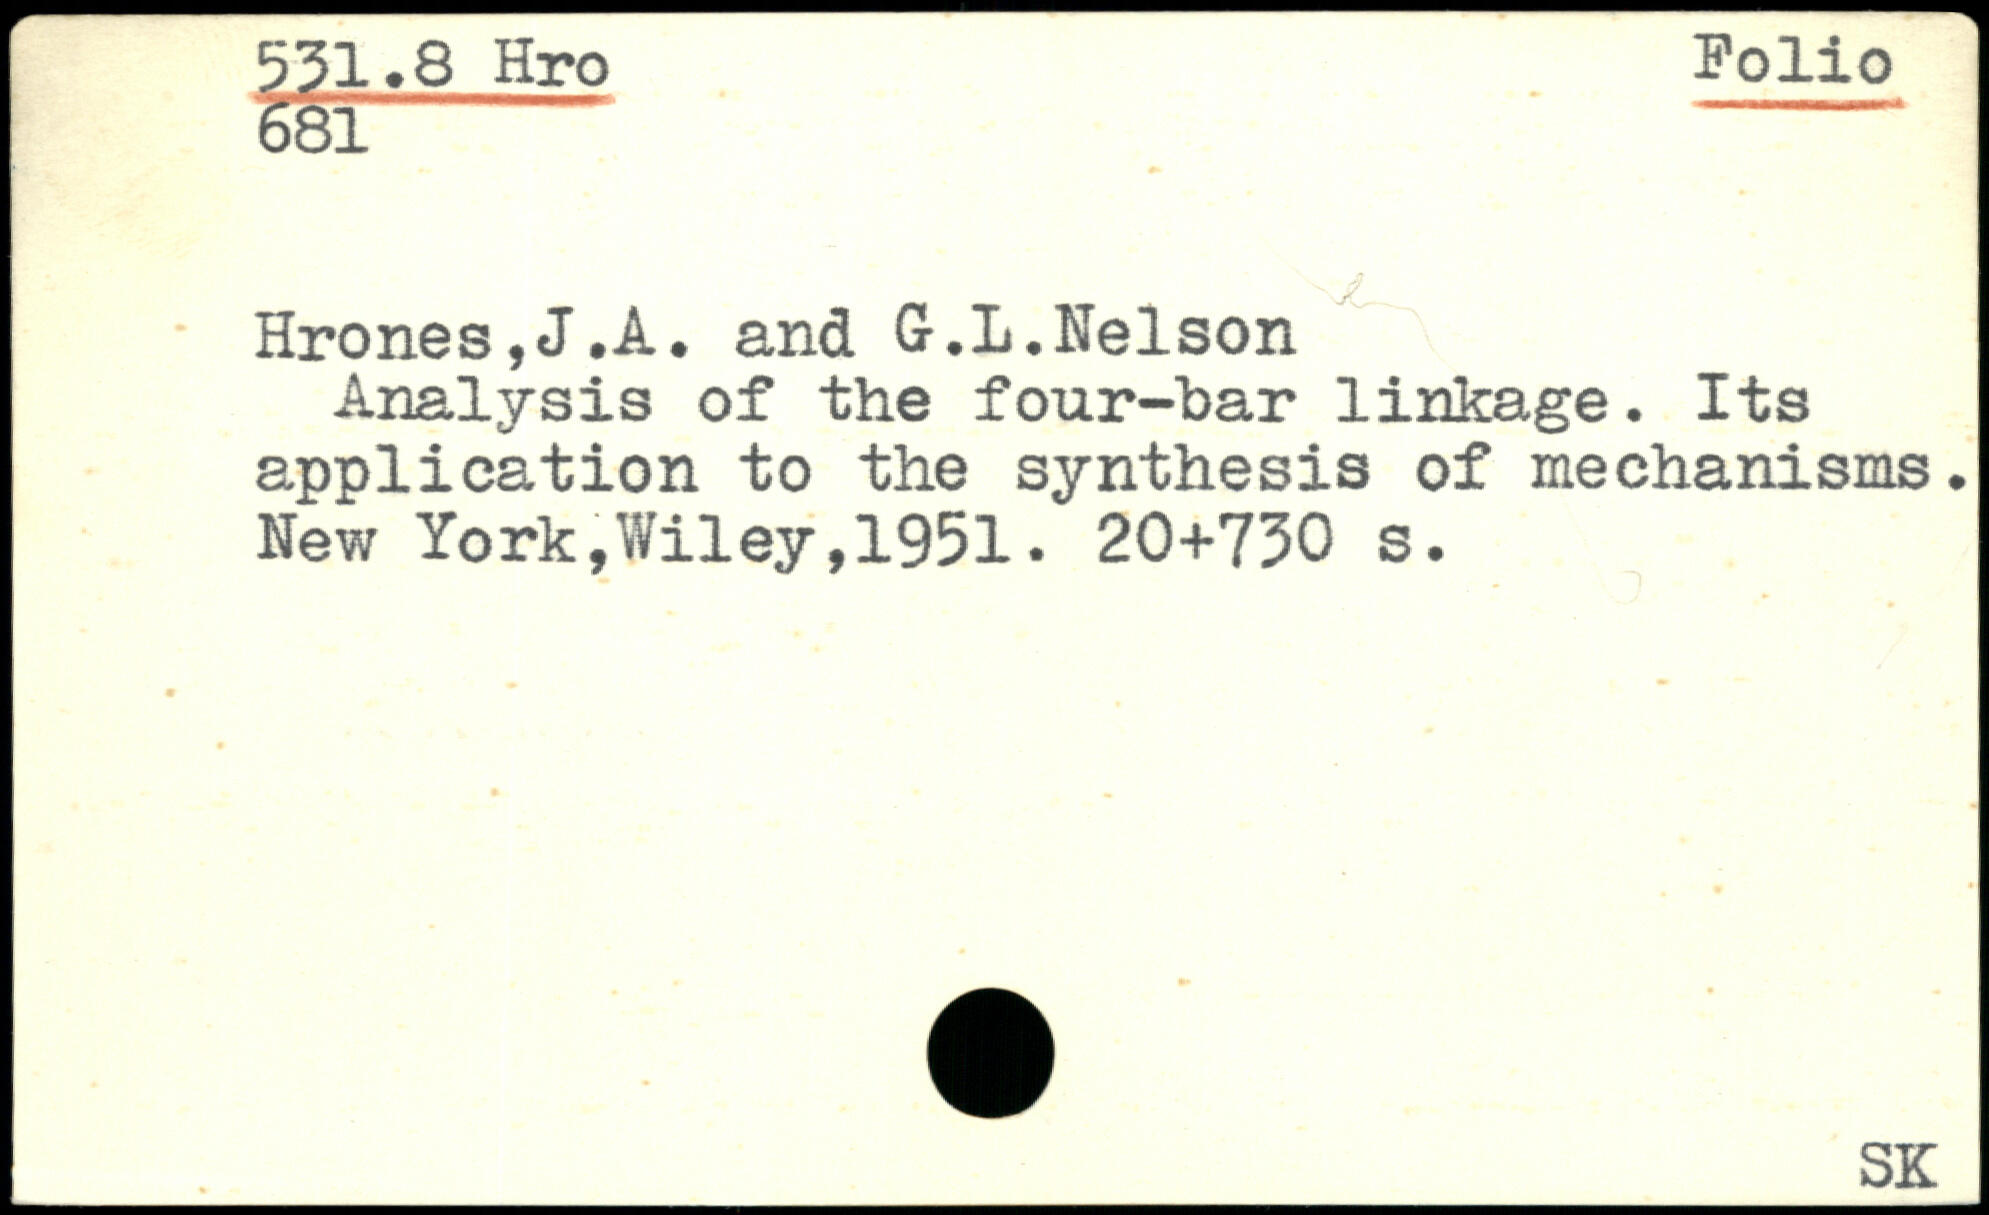 531.8 Hro Folio
681
Hrones,J.A. and G.L.Nelson
Analysis of the four-bar linkage. Its
application to the synthesis of mechanisms.
New York,Wiley,1951. 20+730 s.
SK